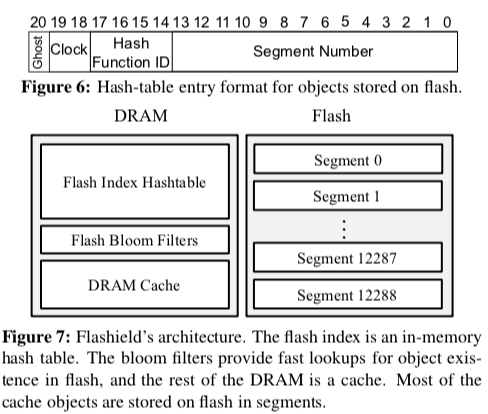 20 19 18 17 16 15 14 13 12 11 10 9 8 7 6 5 4 3 2 1 0
Ghost
Clock
Hash
Function ID
Segment Number
Figure 6: Hash-table entry format for objects stored on flash.
DRAM
Flash Index Hashtable
Flash Bloom Filters
DRAM Cache
Flash
Segment 0
Segment 1
⋮
Segment 12287
Segment 12288
Figure 7: Flashield's architecture. The flash index is an in-memory
hash table. The bloom filters provide fast lookups for object exis-
tence in flash, and the rest of the DRAM is a cache. Most of the
cache objects are stored on flash in segments.